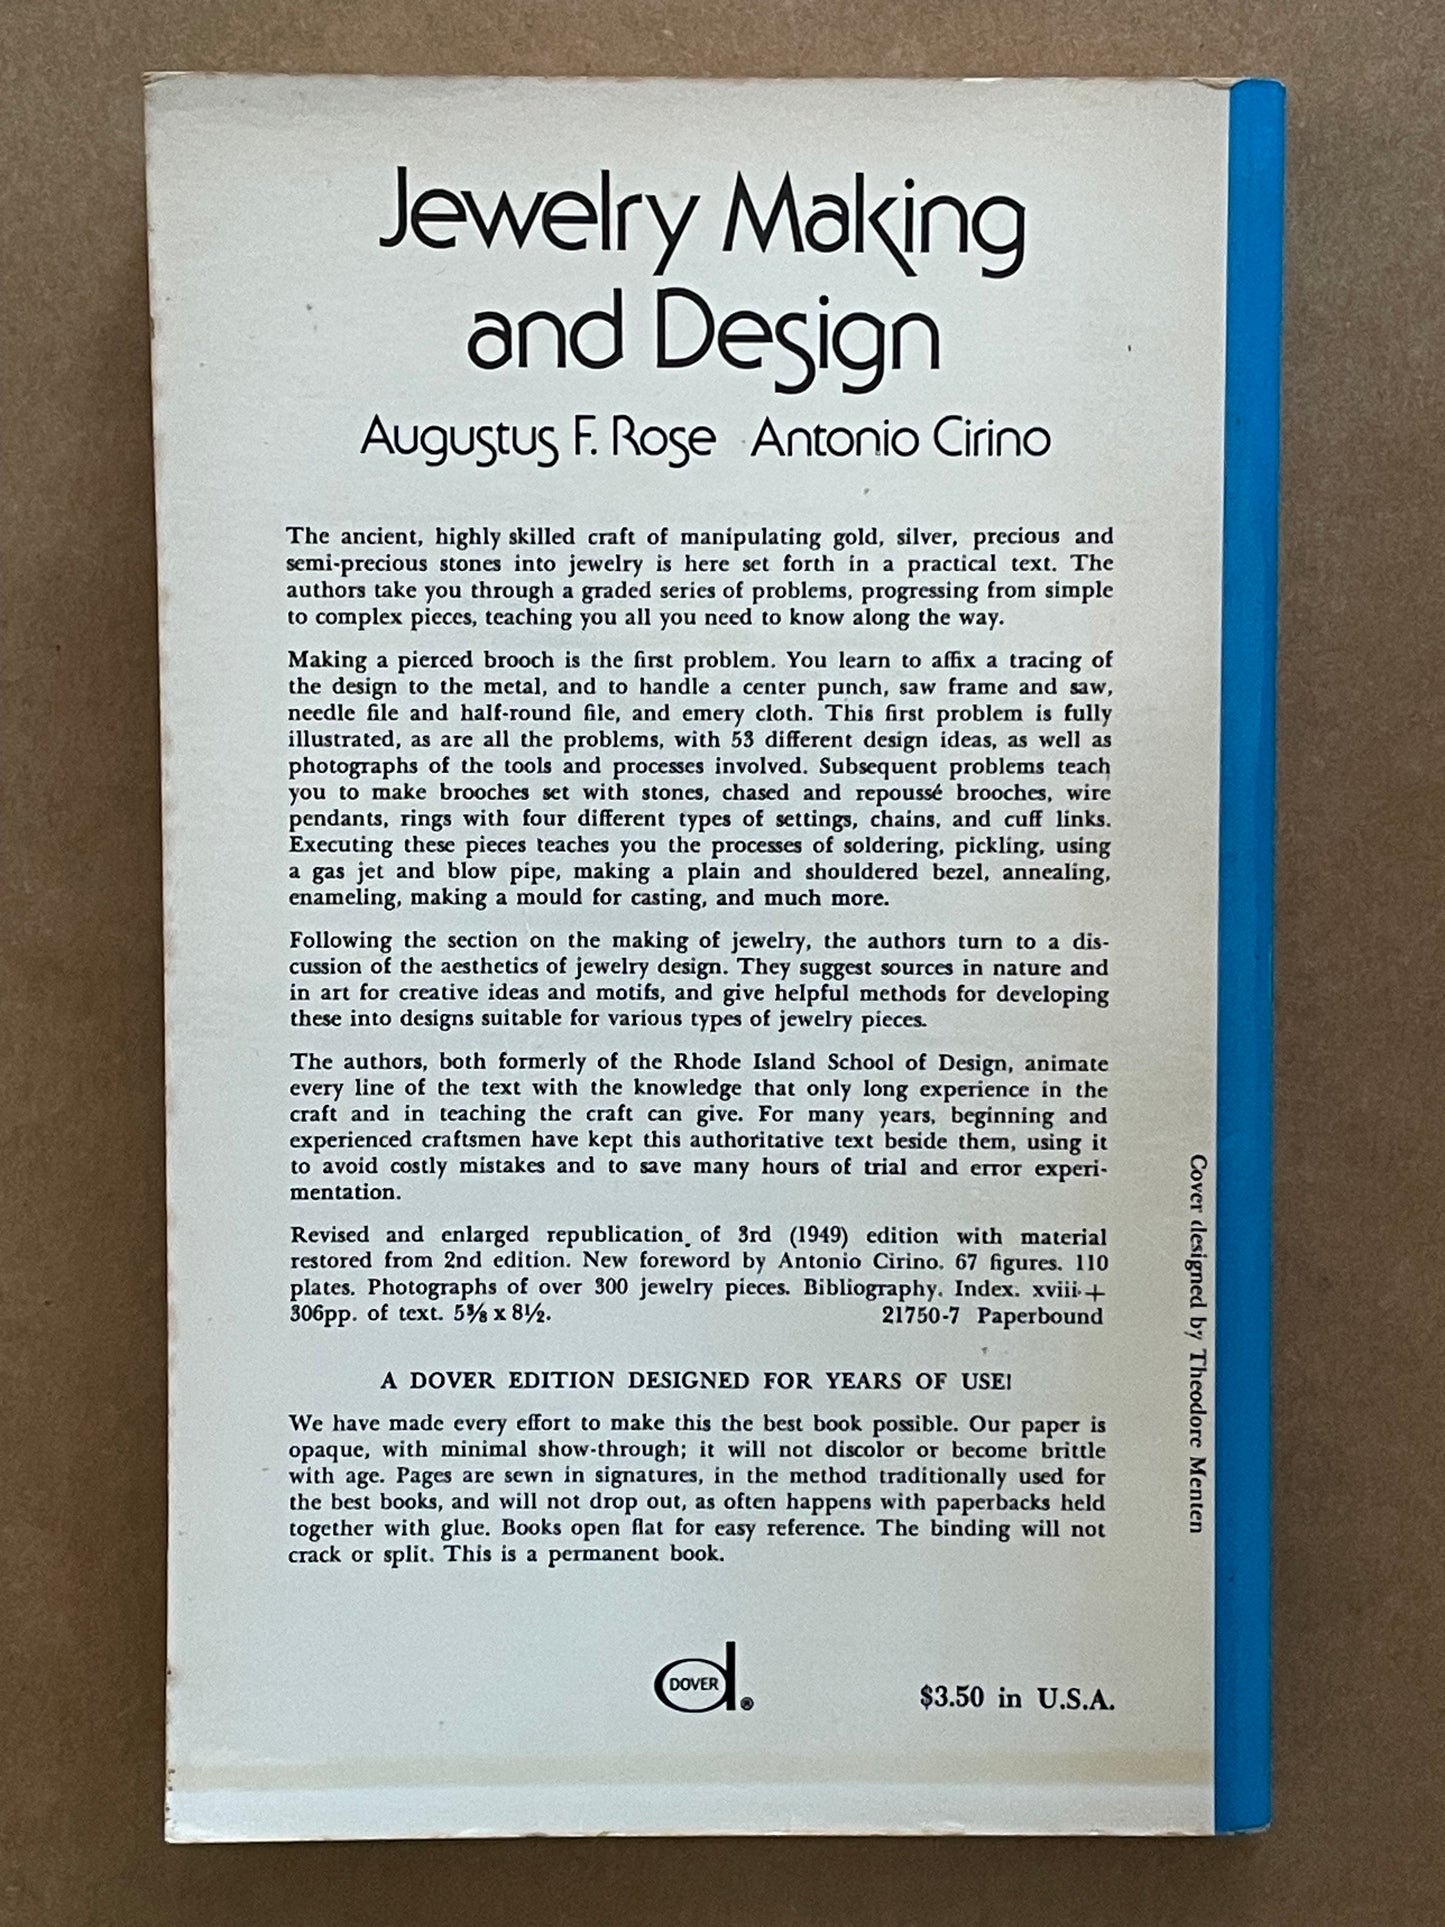 Jewelry Making
and Design
Augustus F. Rose Antonio Cirino
The ancient, highly skilled craft of manipulating gold, silver, precious and
semi-precious stones into jewelry is here set forth in a practical text. The
authors take you through a graded series of problems, progressing from simple
to complex pieces, teaching you all you need to know along the way.
Making a pierced brooch is the first problem. You learn to affix a tracing of
the design to the metal, and to handle a center punch, saw frame and saw,
needle file and half-round file, and emery cloth. This first problem is fully
illustrated, as are all the problems, with 53 different design ideas, as well as
photographs of the tools and processes involved. Subsequent problems teach
you to make brooches set with stones, chased and repoussé brooches, wire
pendants, rings with four different types of settings, chains, and cuff links.
Executing these pieces teaches you the processes of soldering, pickling, using
a gas jet and blow pipe, making a plain and shouldered bezel, annealing,
enameling, making a mould for casting, and much more.
Following the section on the making of jewelry, the authors turn to a dis-
cussion of the aesthetics of jewelry design. They suggest sources in nature and
in art for creative ideas and motifs, and give helpful methods for developing
these into designs suitable for various types of jewelry pieces.
The authors, both formerly of the Rhode Island School of Design, animate
every line of the text with the knowledge that only long experience in the
craft and in teaching the craft can give. For many years, beginning and
experienced craftsmen have kept this authoritative text beside them, using it
to avoid costly mistakes and to save many hours of trial and error experi-
mentation.
Revised and enlarged republication of 3rd (1949) edition with material
restored from 2nd edition. New foreword by Antonio Cirino. 67 figures. 110
plates. Photographs of over 300 jewelry pieces. Bibliography. Index. xviii +
306pp. of text. 5⅜ x 8½. 21750-7 Paperbound
A DOVER EDITION DESIGNED FOR YEARS OF USE!
We have made every effort to make this the best book possible. Our paper is
opaque, with minimal show-through; it will not discolor or become brittle
with age. Pages are sewn in signatures, in the method traditionally used for
the best books, and will not drop out, as often happens with paperbacks held
together with glue. Books open flat for easy reference. The binding will not
crack or split. This is a permanent book.
Cover designed by Theodore Menten
d DOVER ®
$3.50 in U.S.A.